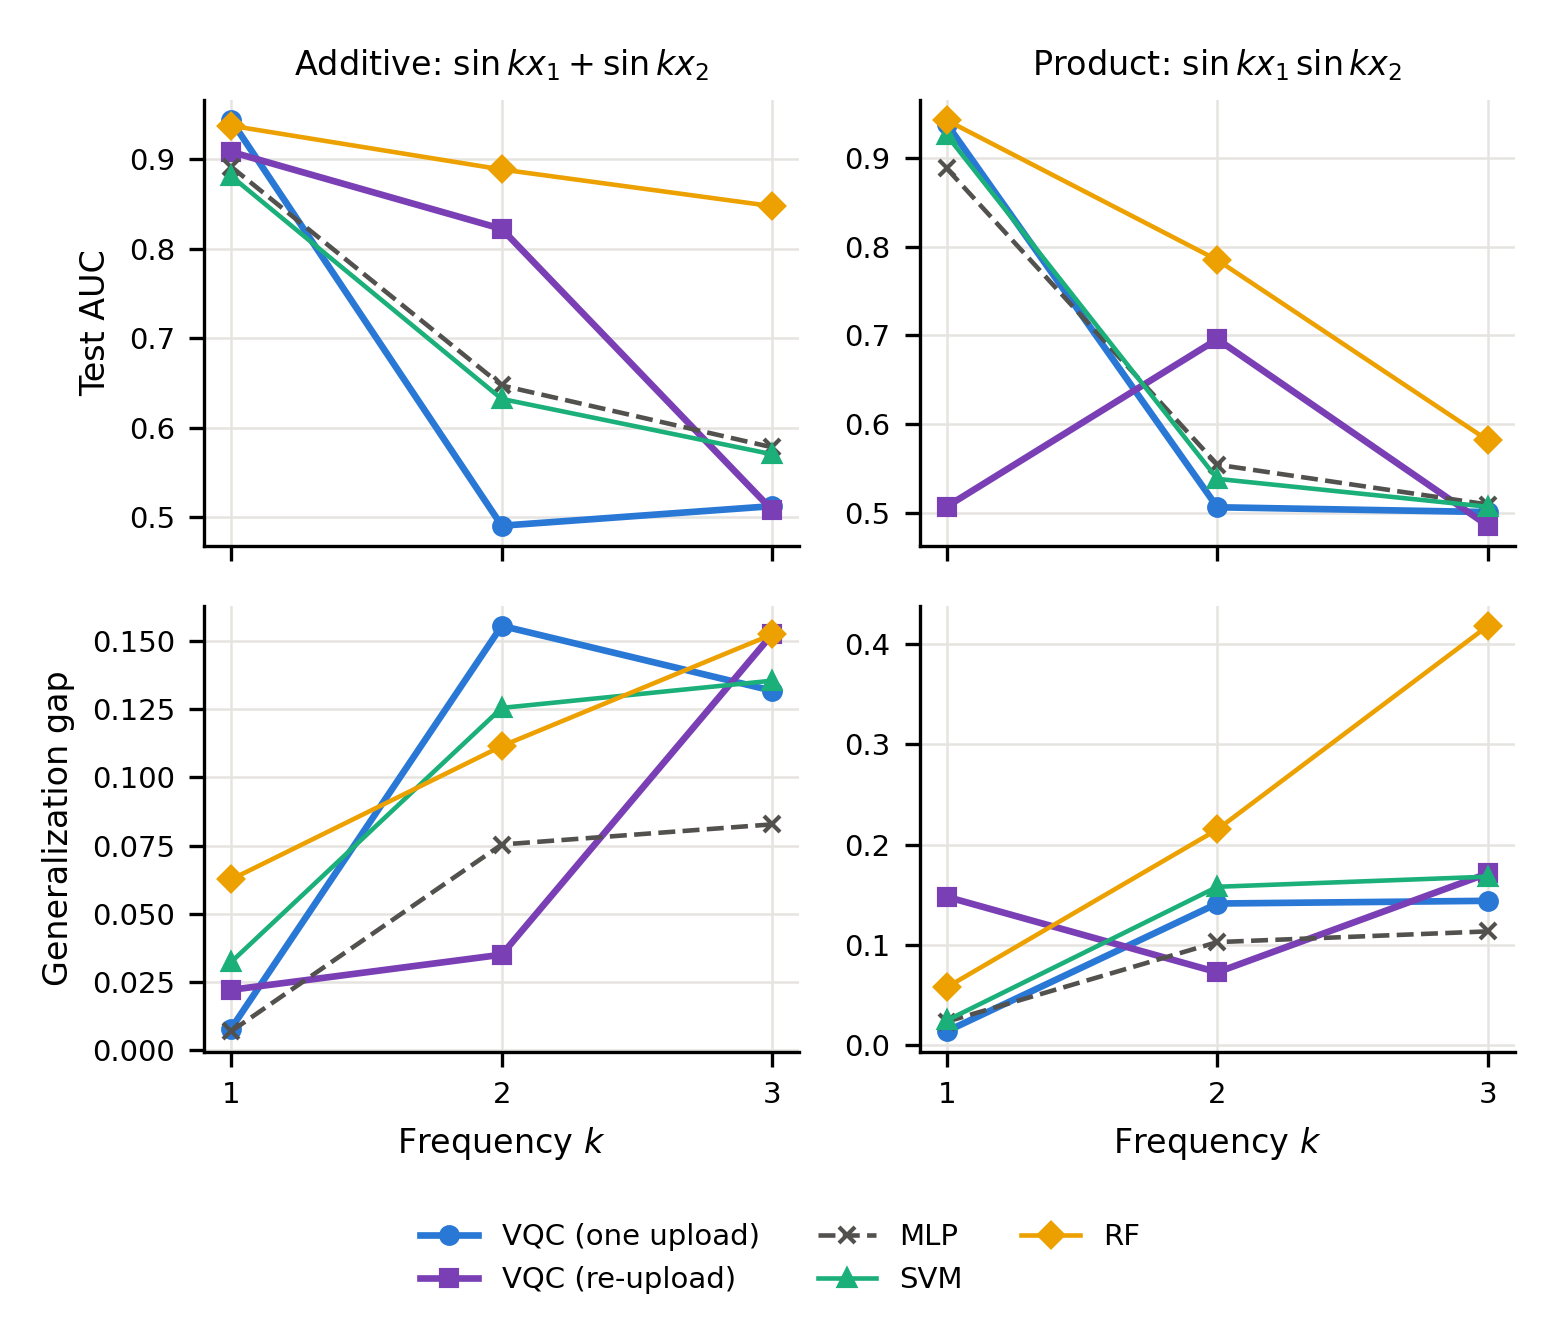 Additive: sin kx₁ + sin kx₂
Product: sin kx₁ sin kx₂
Test AUC
0.9
0.8
0.7
0.6
0.5
0.9
0.8
0.7
0.6
0.5
Generalization gap
0.150
0.125
0.100
0.075
0.050
0.025
0.000
0.4
0.3
0.2
0.1
0.0
1 2 3
1 2 3
Frequency k
Frequency k
VQC (one upload)
VQC (re-upload)
MLP
SVM
RF